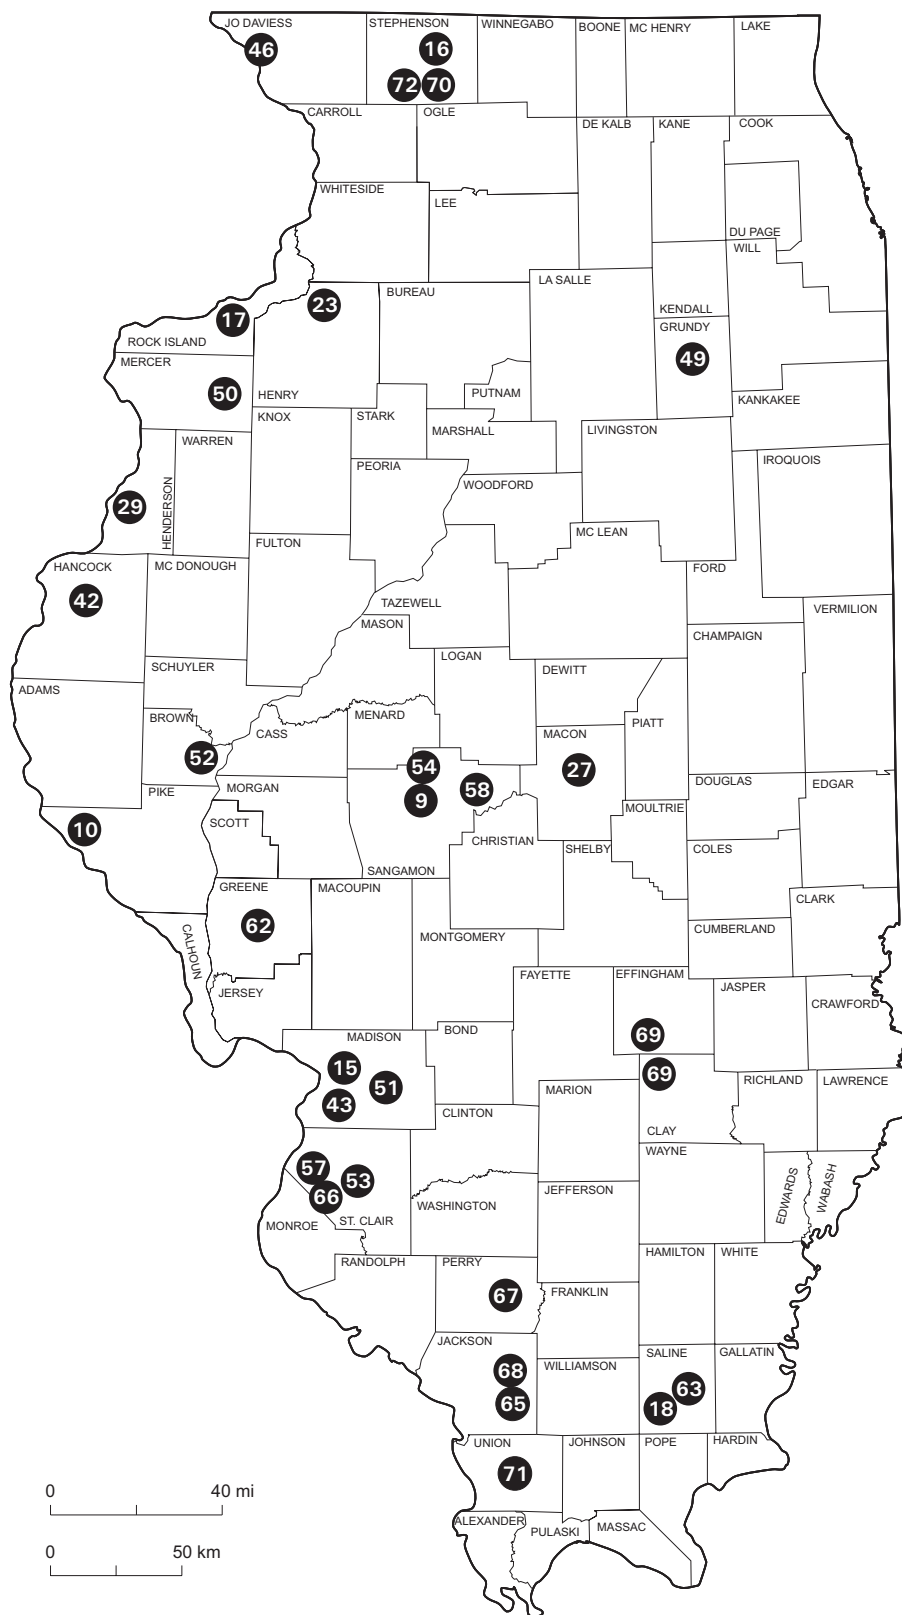 JO DAVIESS STEPHENSON WINNEGABO BOONE MC HENRY LAKE
46 16
72 70
CARROLL OGLE
DE KALB KANE COOK
WHITESIDE
LEE
DU PAGE
WILL
LA SALLE
BUREAU
23
KENDALL
17
GRUNDY
ROCK ISLAND
MERCER 49
50 HENRY PUTNAM
KANKAKEE
KNOX STARK
MARSHALL LIVINGSTON
WARREN
PEORIA IROQUOIS
WOODFORD
29 HENDERSON
MC LEAN
FULTON
HANCOCK MC DONOUGH FORD
42
TAZEWELL
VERMILION
MASON
CHAMPAIGN
LOGAN
SCHUYLER DEWITT
ADAMS
BROWN MENARD
PIATT
CASS MACON
52 54 27
58
PIKE MORGAN DOUGLAS EDGAR
9
MOULTRIE
10 SCOTT
CHRISTIAN SHELBY COLES
SANGAMON
GREENE MACOUPIN
CLARK
62 CUMBERLAND
MONTGOMERY
CALHOUN
FAYETTE EFFINGHAM
JERSEY JASPER
CRAWFORD
MADISON BOND 69
15 69
51 RICHLAND LAWRENCE
MARION
43 CLINTON
CLAY
WAYNE
57 53
EDWARDS WABASH
66 JEFFERSON
WASHINGTON
MONROE ST. CLAIR
HAMILTON WHITE
RANDOLPH PERRY
67 FRANKLIN
JACKSON
SALINE GALLATIN
68 WILLIAMSON
63
65 18
UNION JOHNSON POPE HARDIN
71
0 40 mi
ALEXANDER
PULASKI MASSAC
0 50 km